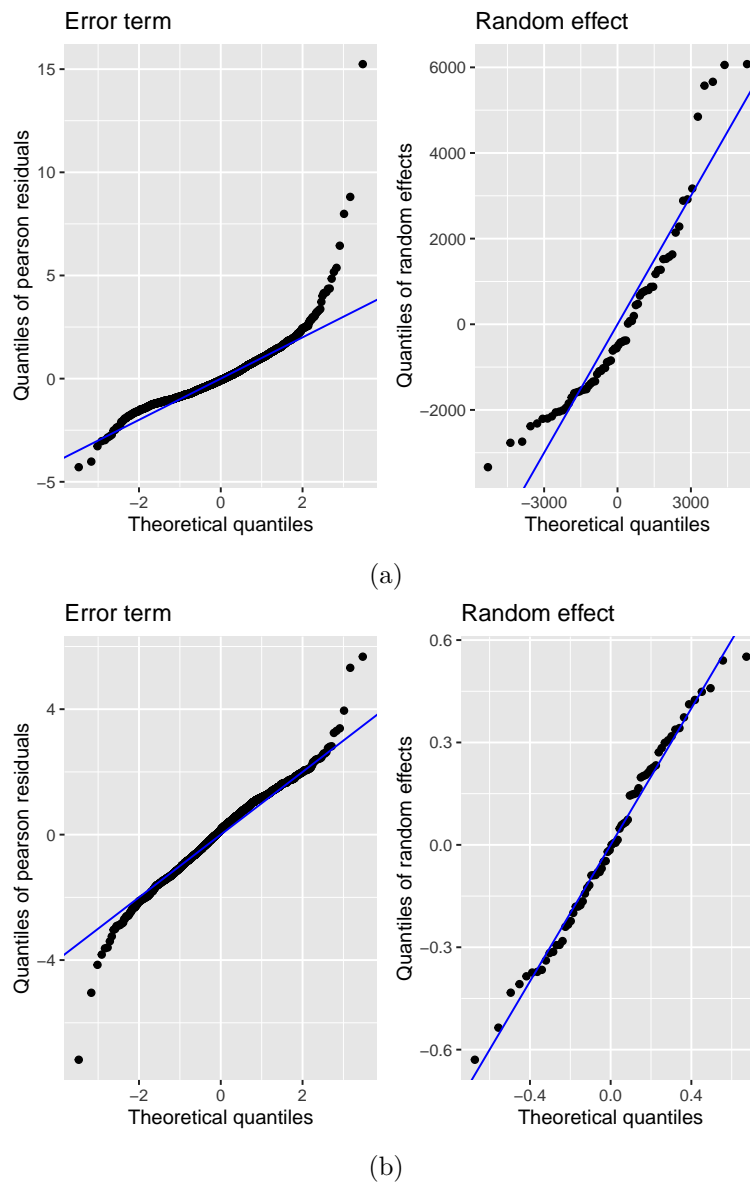 Error term
Random effect
15
10
5
0
−5
Quantiles of pearson residuals
−2
0
2
Theoretical quantiles
6000
4000
2000
0
−2000
Quantiles of random effects
−3000
0
3000
Theoretical quantiles
(a)
Error term
Random effect
4
0
−4
Quantiles of pearson residuals
−2
0
2
Theoretical quantiles
0.6
0.3
0.0
−0.3
−0.6
Quantiles of random effects
−0.4
0.0
0.4
Theoretical quantiles
(b)